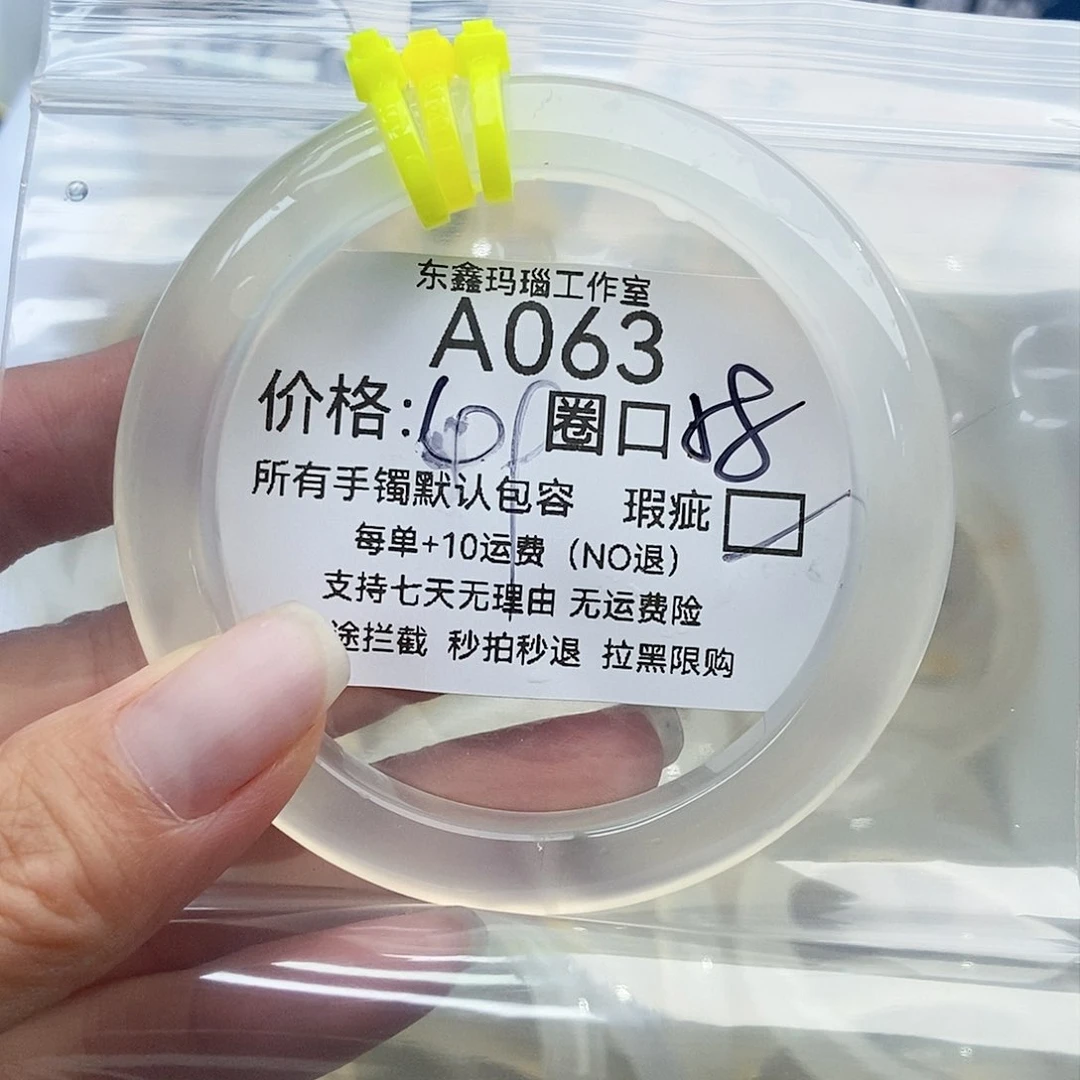 东鑫玛瑙工作室
A063
价格: 圈口 58
所有手镯默认包容 瑕疵
每单+10运费（NO退）
支持七天无理由 无运费险
途拦截 秒拍秒退 拉黑限购